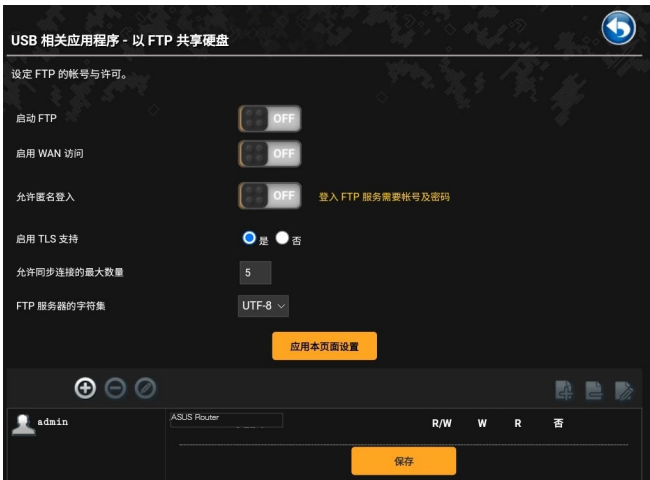 USB 相关应用程序 - 以 FTP 共享硬盘
设定 FTP 的帐号与许可。
启动 FTP OFF
启用 WAN 访问 OFF
允许匿名登入 OFF 登入 FTP 服务需要帐号及密码
启用 TLS 支持 是 否
允许同步连接的最大数量 5
FTP 服务器的字符集 UTF-8
应用本页面设置
admin ASUS Router R/W W R 否
保存